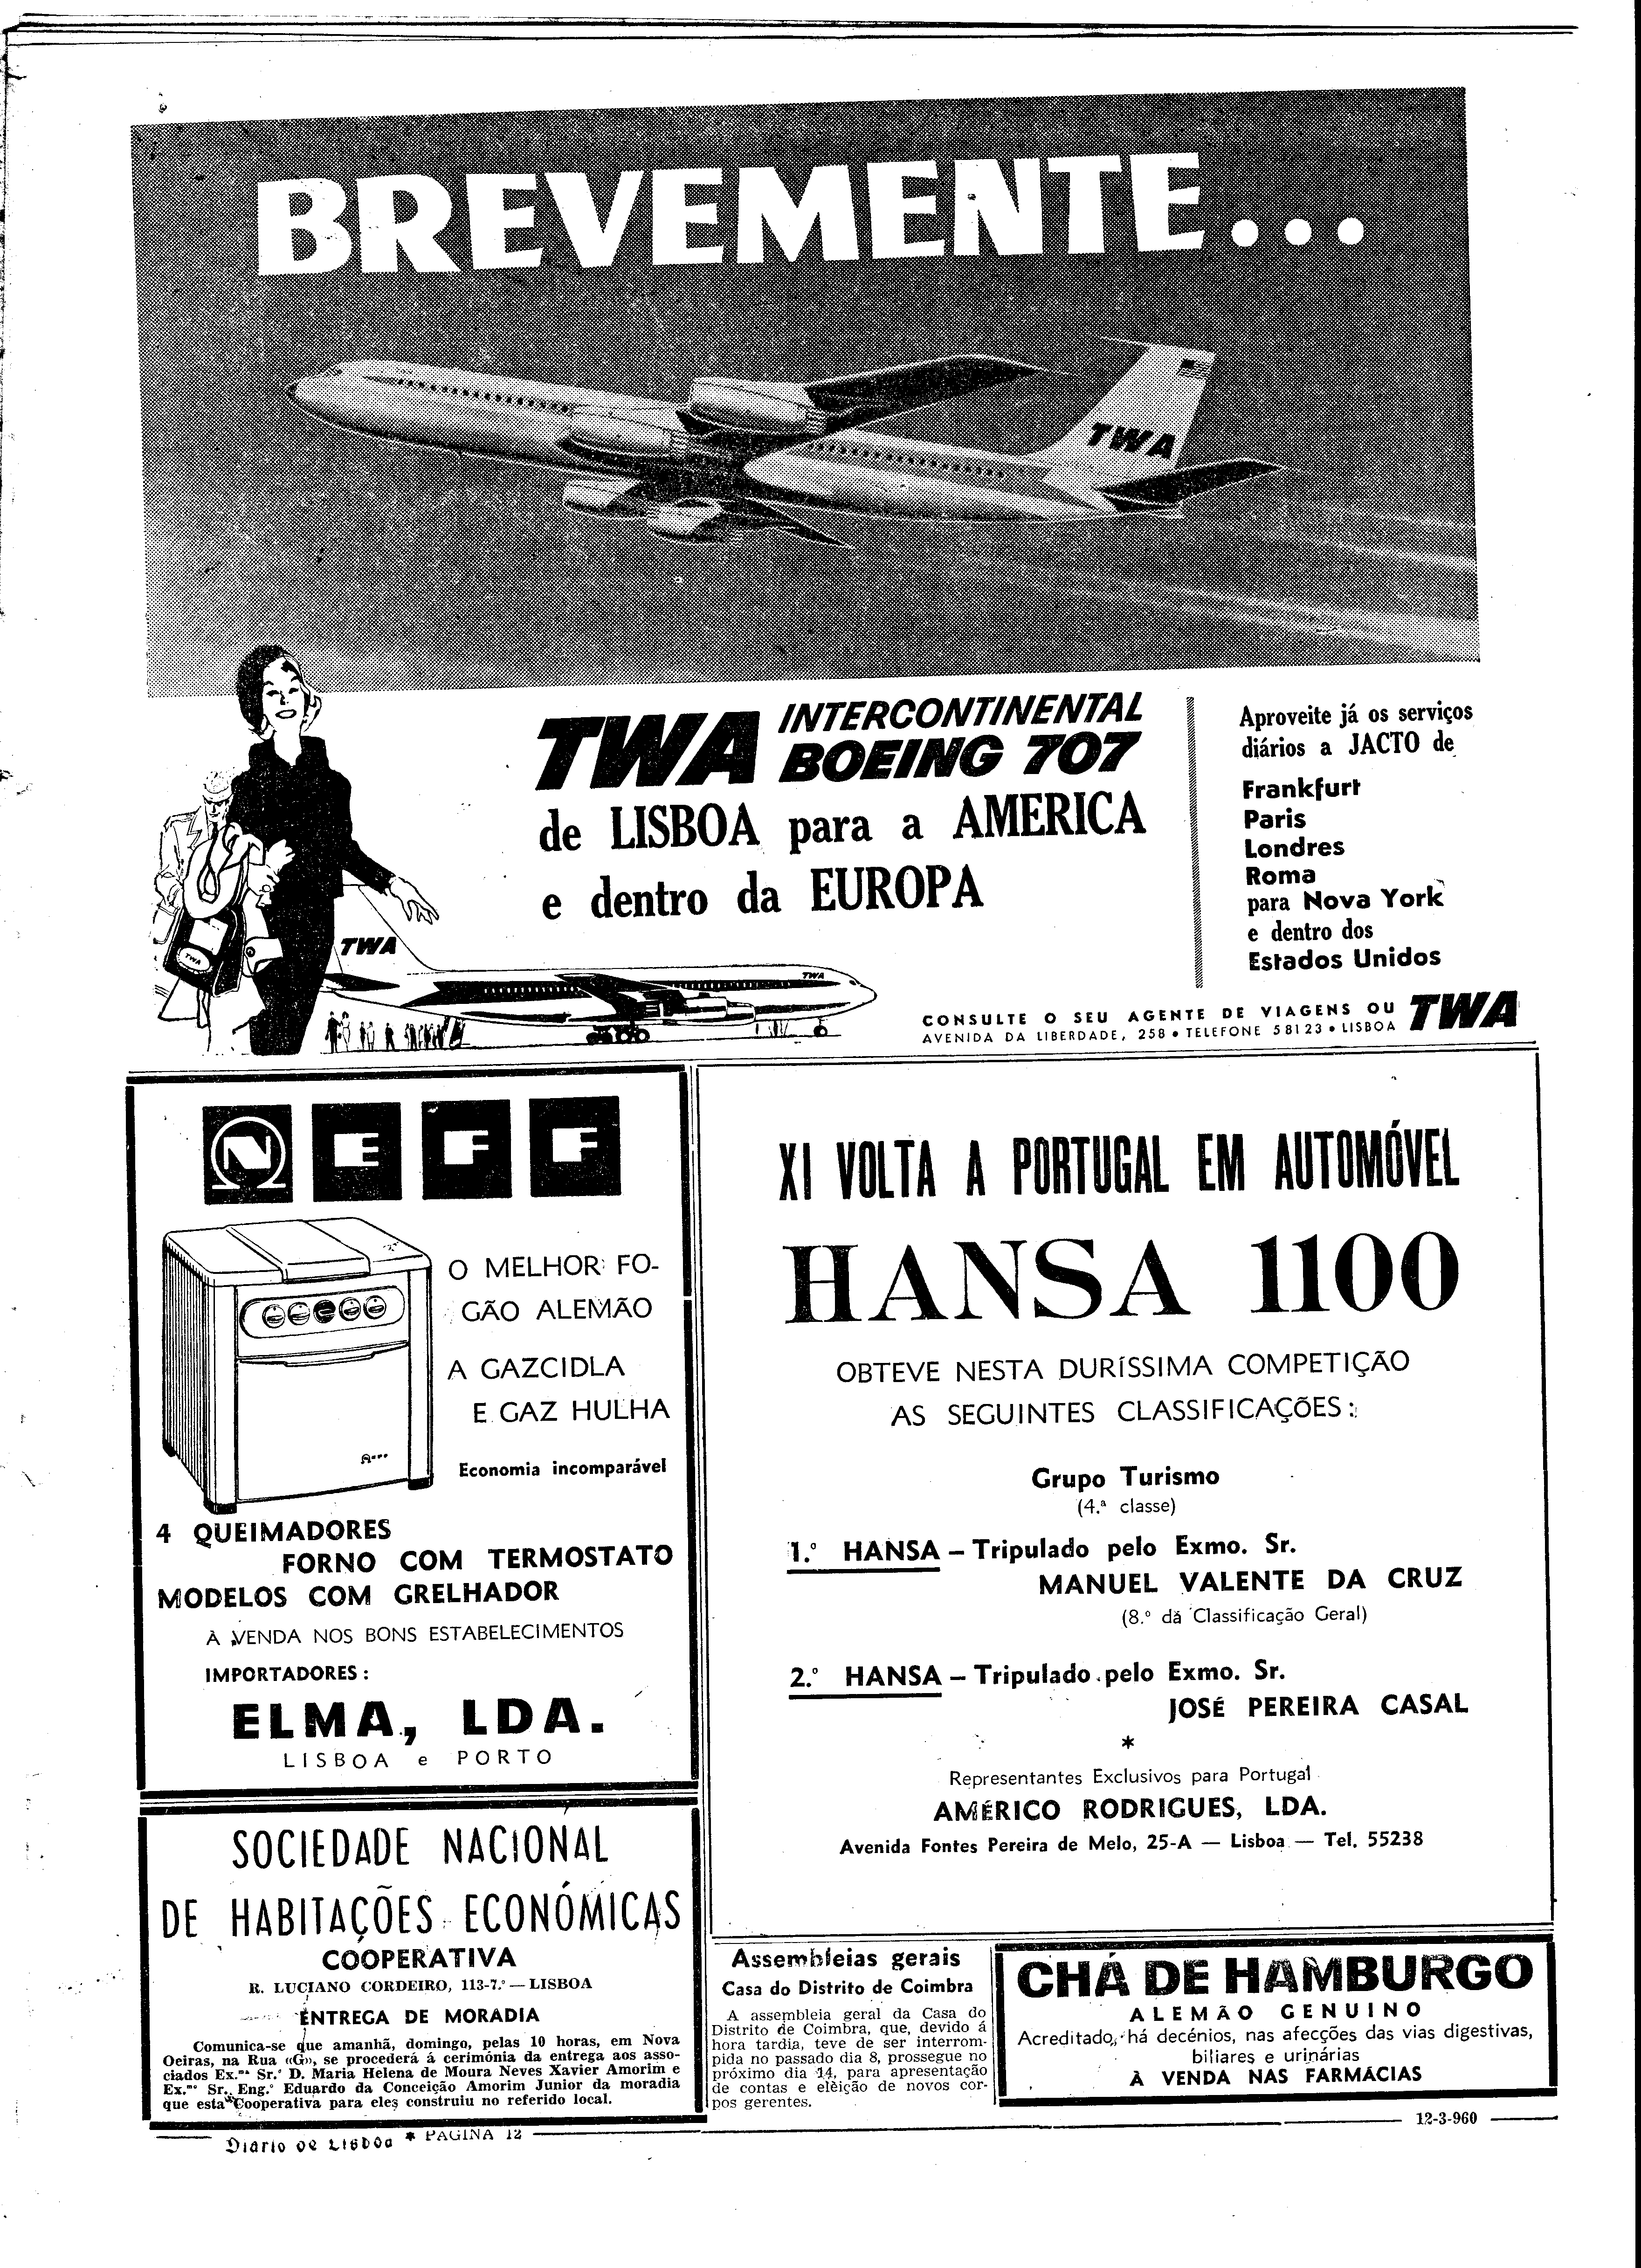 BREVEMENTE...
TWA
TWA INTERCONTINENTAL
BOEING 707
de LISBOA para a AMERICA
e dentro da EUROPA
Aproveite já os serviços
diários a JACTO de
Frankfurt
Paris
Londres
Roma
para Nova York
e dentro dos
Estados Unidos
TWA
TWA
TWA
CONSULTE O SEU AGENTE DE VIAGENS OU TWA
AVENIDA DA LIBERDADE, 258 • TELEFONE 58123 • LISBOA
NEFF
O MELHOR FO-
GÃO ALEMÃO
A GAZCIDLA
E GAZ HULHA
Economia incomparável
4 QUEIMADORES
FORNO COM TERMOSTATO
MODELOS COM GRELHADOR
À VENDA NOS BONS ESTABELECIMENTOS
IMPORTADORES:
ELMA, LDA.
LISBOA e PORTO
XI VOLTA A PORTUGAL EM AUTOMÓVEL
HANSA 1100
OBTEVE NESTA DURÍSSIMA COMPETIÇÃO
AS SEGUINTES CLASSIFICAÇÕES:
Grupo Turismo
(4.ª classe)
1.º HANSA – Tripulado pelo Exmo. Sr.
MANUEL VALENTE DA CRUZ
(8.º da Classificação Geral)
2.º HANSA – Tripulado pelo Exmo. Sr.
JOSÉ PEREIRA CASAL
*
Representantes Exclusivos para Portugal
AMÉRICO RODRIGUES, LDA.
Avenida Fontes Pereira de Melo, 25-A — Lisboa — Tel. 55238
SOCIEDADE NACIONAL
DE HABITAÇÕES ECONÓMICAS
COOPERATIVA
R. LUCIANO CORDEIRO, 113-7.º — LISBOA
ENTREGA DE MORADIA
Comunica-se que amanhã, domingo, pelas 10 horas, em Nova
Oeiras, na Rua «G», se procederá á cerimónia da entrega aos asso-
ciados Ex.ma Sr.ª D. Maria Helena de Moura Neves Xavier Amorim e
Ex.mo Sr. Eng.º Eduardo da Conceição Amorim Junior da moradia
que esta Cooperativa para eles construiu no referido local.
Assembleias gerais
Casa do Distrito de Coimbra
A assembleia geral da Casa do
Distrito de Coimbra, que, devido á
hora tardia, teve de ser interrom-
pida no passado dia 8, prossegue no
próximo dia 14, para apresentação
de contas e eleição de novos cor-
pos gerentes.
CHÁ DE HAMBURGO
ALEMÃO GENUINO
Acreditado, há decénios, nas afecções das vias digestivas,
biliares e urinárias
À VENDA NAS FARMÁCIAS
Diário de Lisboa * PAGINA 12
12-3-960